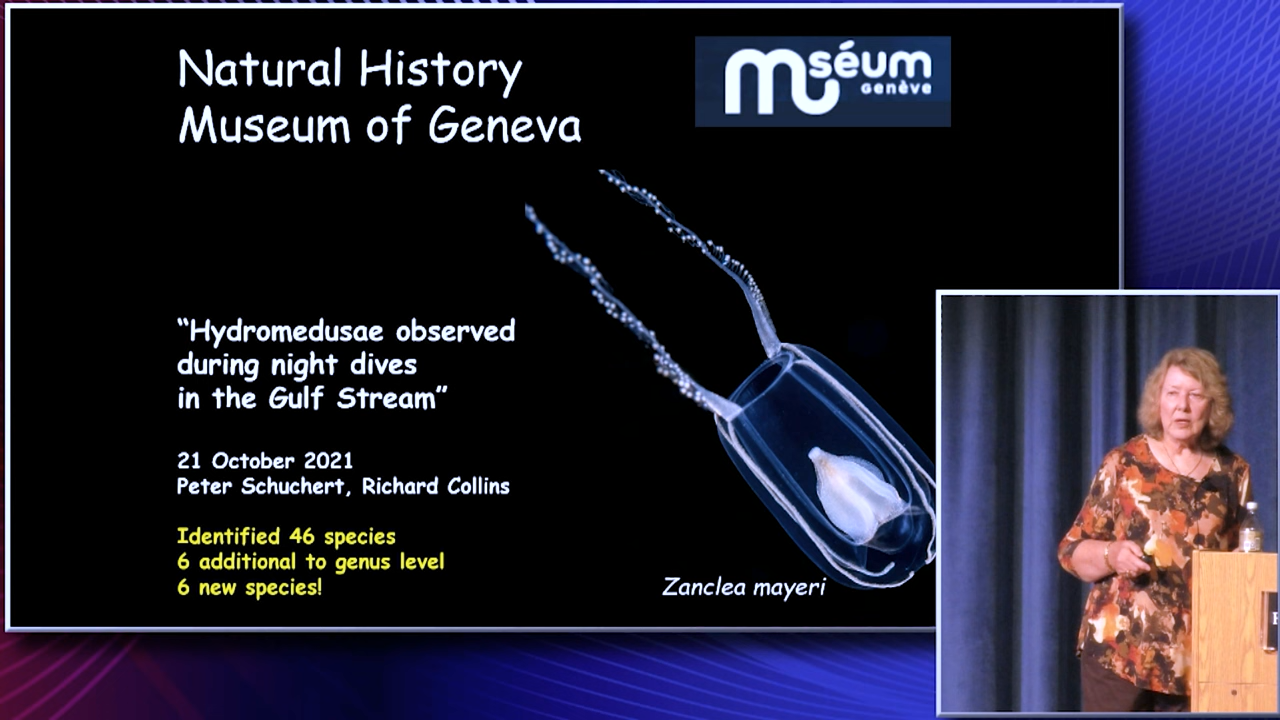 Natural History
Museum of Geneva
muséum
genève
“Hydromedusae observed
during night dives
in the Gulf Stream”
21 October 2021
Peter Schuchert, Richard Collins
Identified 46 species
6 additional to genus level
6 new species!
Zanclea mayeri